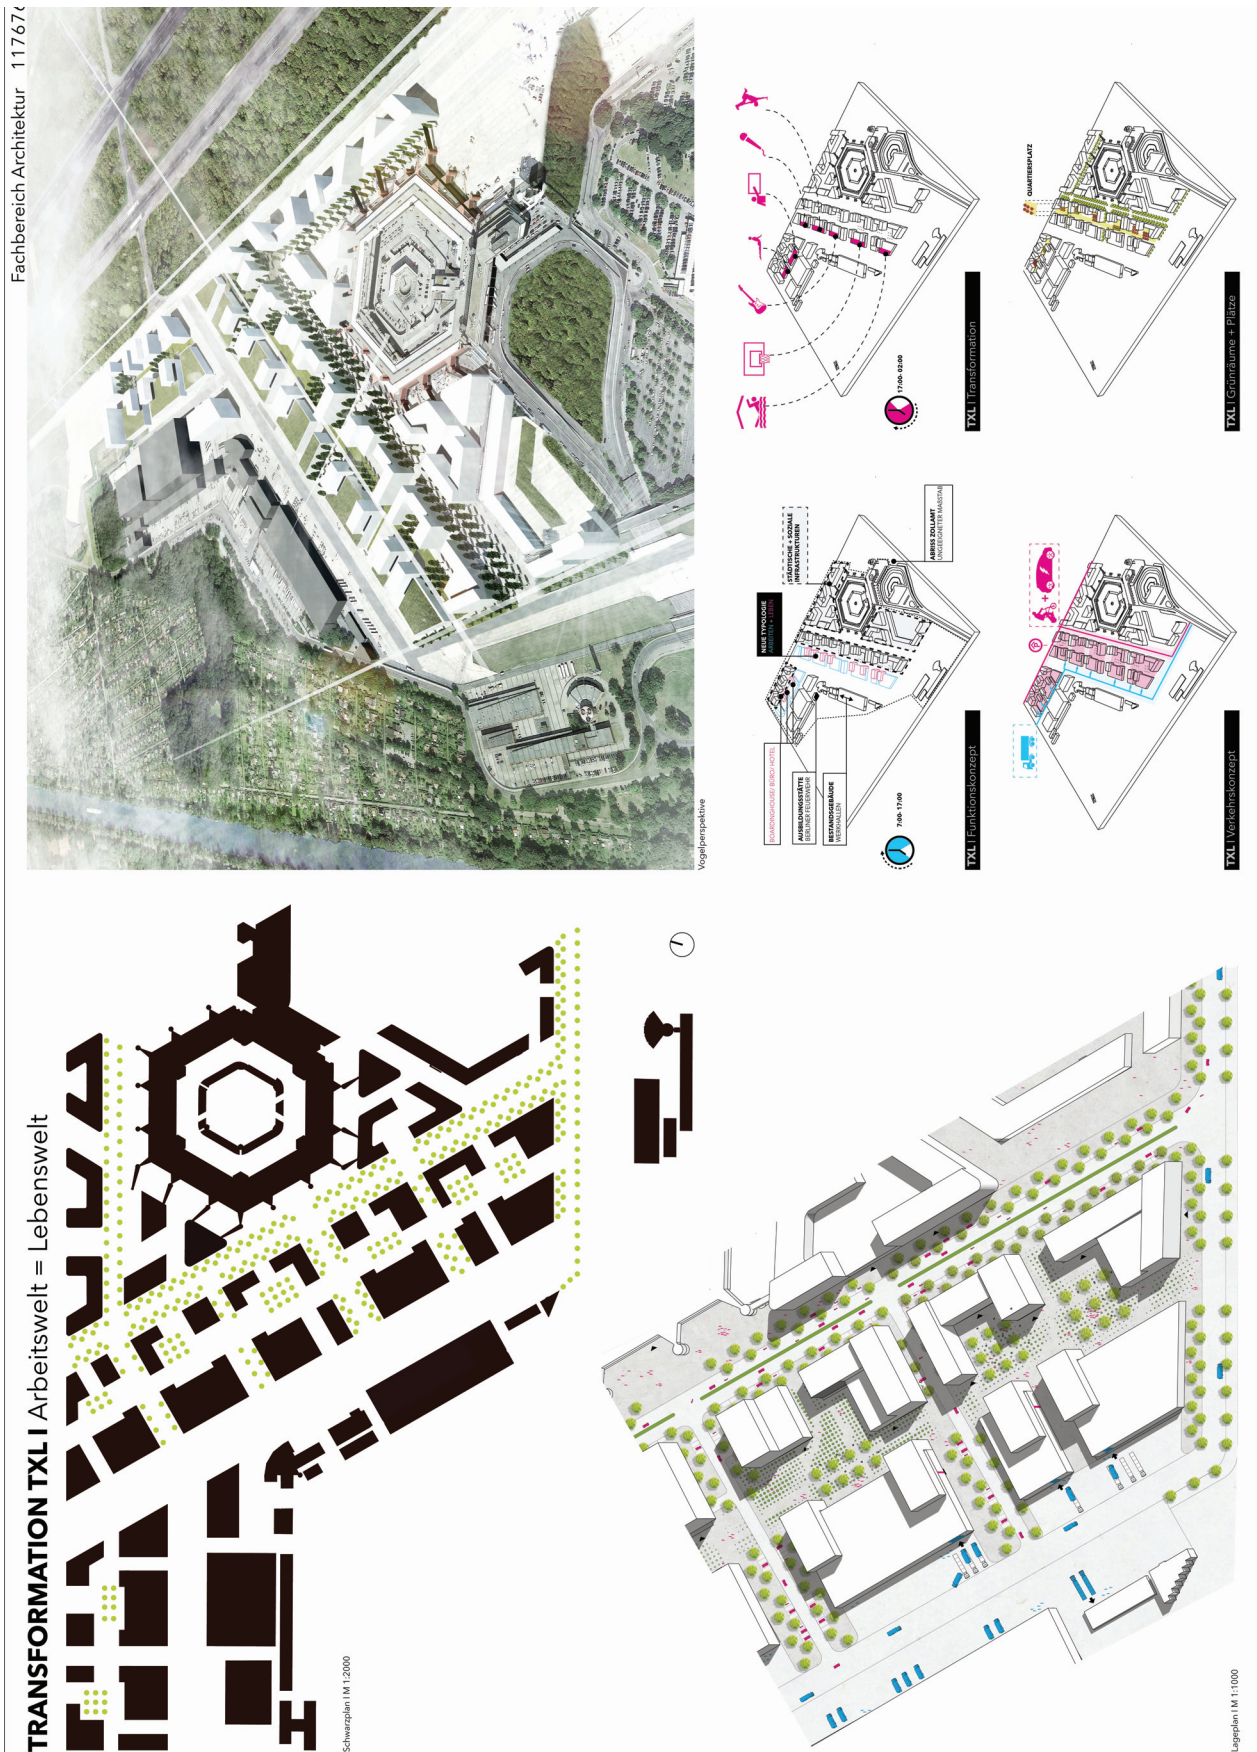 TRANSFORMATION TXL I Arbeitswelt = Lebenswelt
Fachbereich Architektur 11767
Schwarzplan I M 1:2000
Vogelperspektive
BOARDINGHOUSE/ BÜRO/ HOTEL
AUSBILDUNGSSTÄTTE
BERLINER FEUERWEHR
BESTANDSGEBÄUDE
WERKHALLEN
NEUE TYPOLOGIE
ARBEITEN + LEBEN
STÄDTISCHE + SOZIALE
INFRASTRUKTUREN
ABRISS ZOLLAMT
UNGEEIGNETER MAßSTAB
7:00- 17:00
TXL I Funktionskonzept
17:00- 02:00
TXL I Transformation
Lageplan I M 1:1000
P
TXL I Verkehrskonzept
QUARTIERSPLATZ
TXL I Grünräume + Plätze